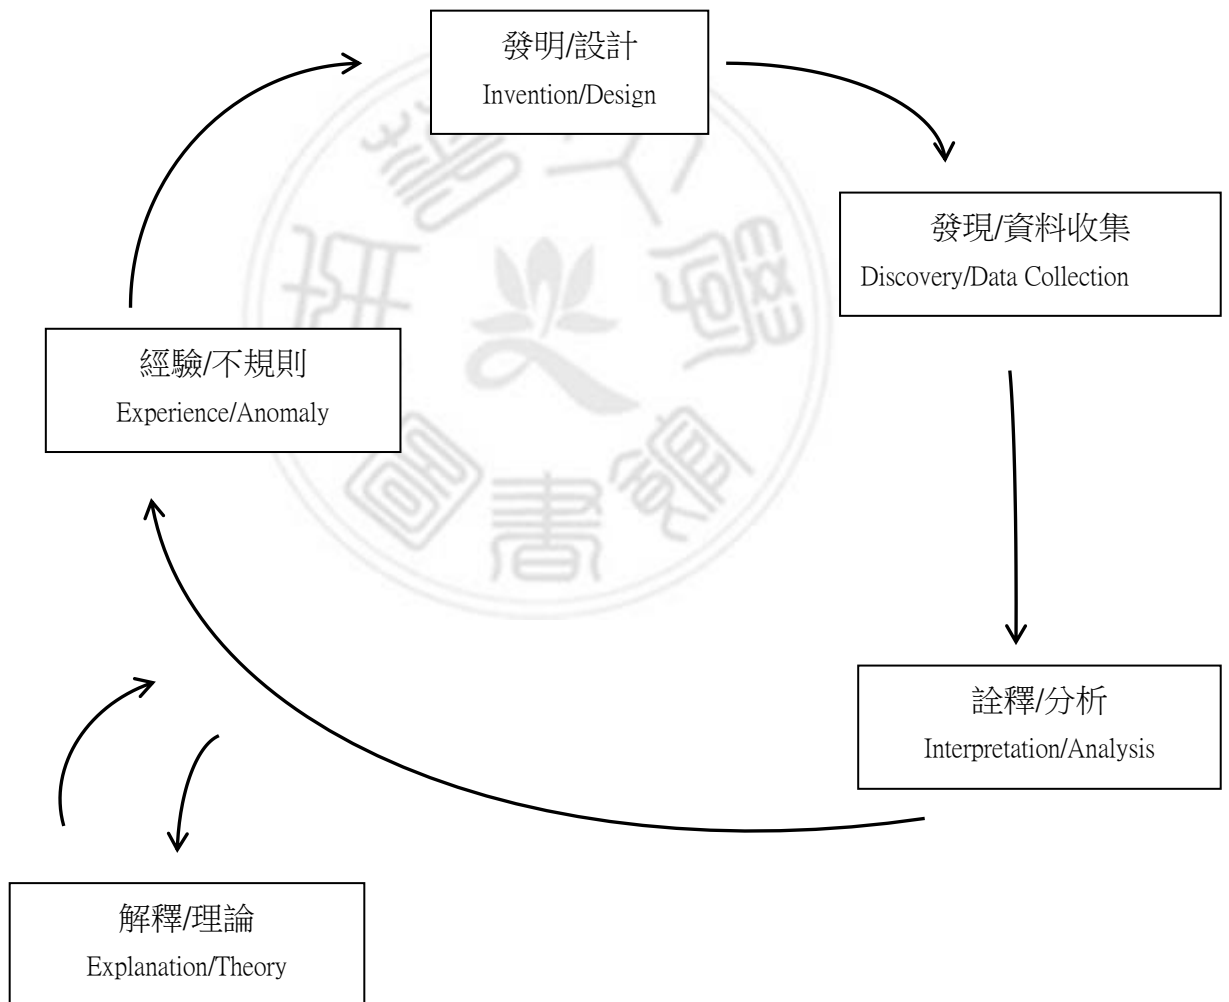 發明/設計
Invention/Design
發現/資料收集
Discovery/Data Collection
經驗/不規則
Experience/Anomaly
詮釋/分析
Interpretation/Analysis
解釋/理論
Explanation/Theory